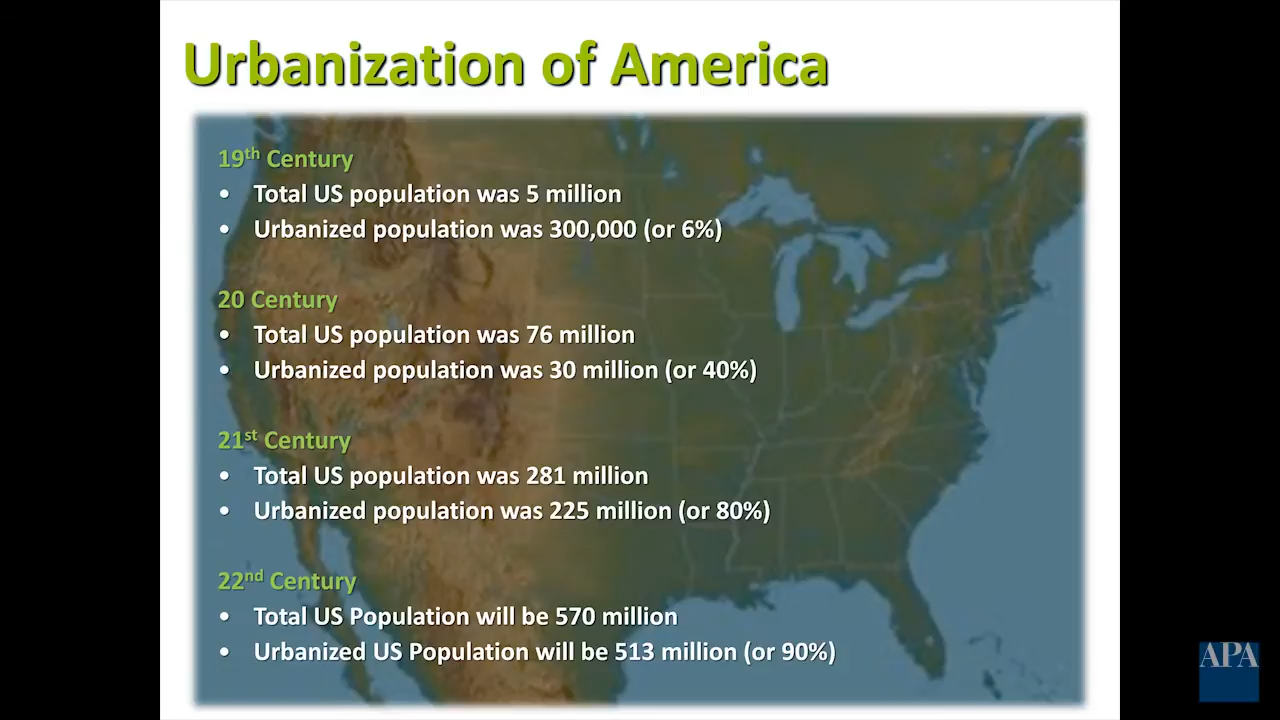 Urbanization of America
19th Century
• Total US population was 5 million
• Urbanized population was 300,000 (or 6%)
20 Century
• Total US population was 76 million
• Urbanized population was 30 million (or 40%)
21st Century
• Total US population was 281 million
• Urbanized population was 225 million (or 80%)
22nd Century
• Total US Population will be 570 million
• Urbanized US Population will be 513 million (or 90%)
APA